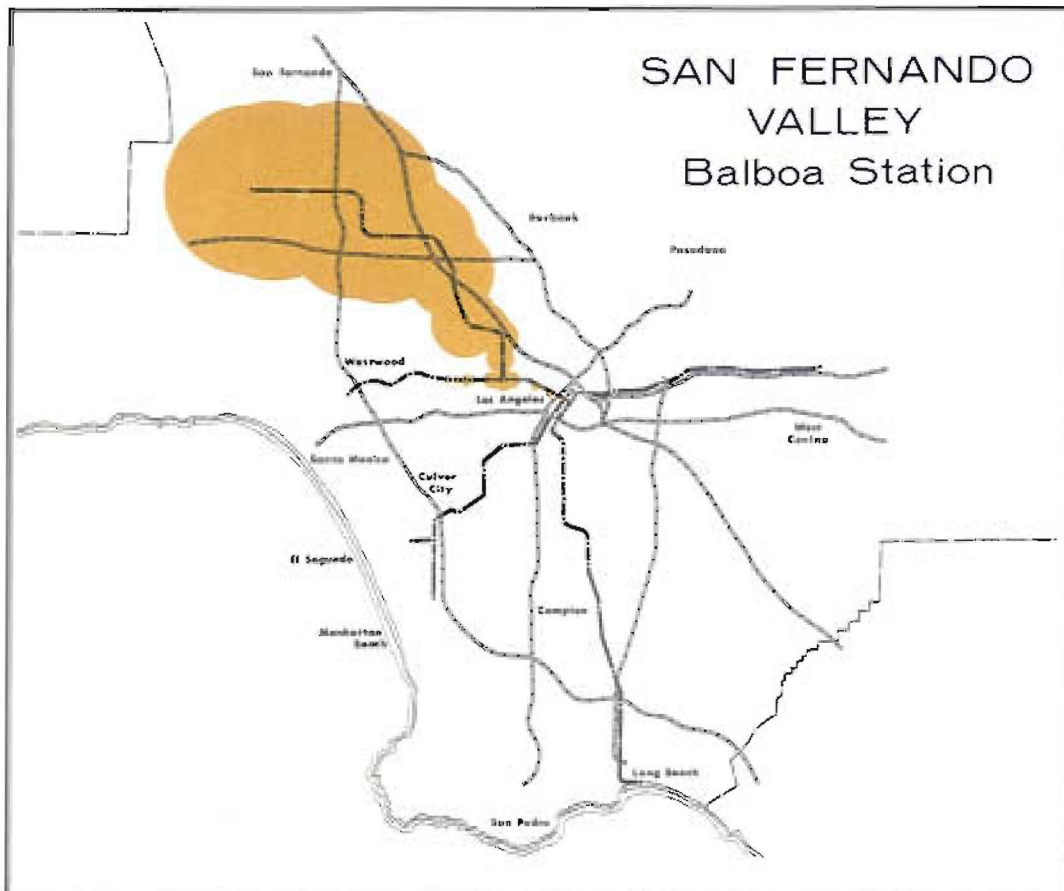 SAN FERNANDO
VALLEY
Balboa Station
San Fernando
Burbank
Pasadena
Westwood
Los Angeles
West
Covina
Santa Monica
Culver
City
El Segundo
Compton
Manhattan
Beach
Long Beach
San Pedro